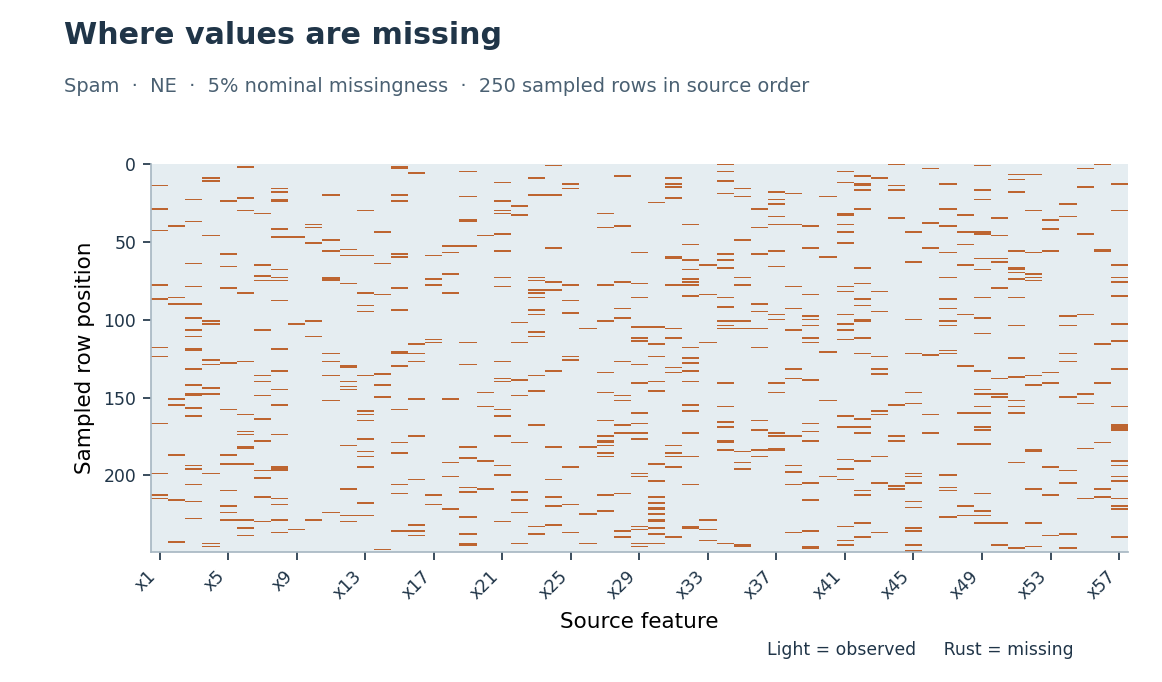 Where values are missing
Spam · NE · 5% nominal missingness · 250 sampled rows in source order
0
50
100
150
200
Sampled row position
x1 x5 x9 x13 x17 x21 x25 x29 x33 x37 x41 x45 x49 x53 x57
Source feature
Light = observed Rust = missing